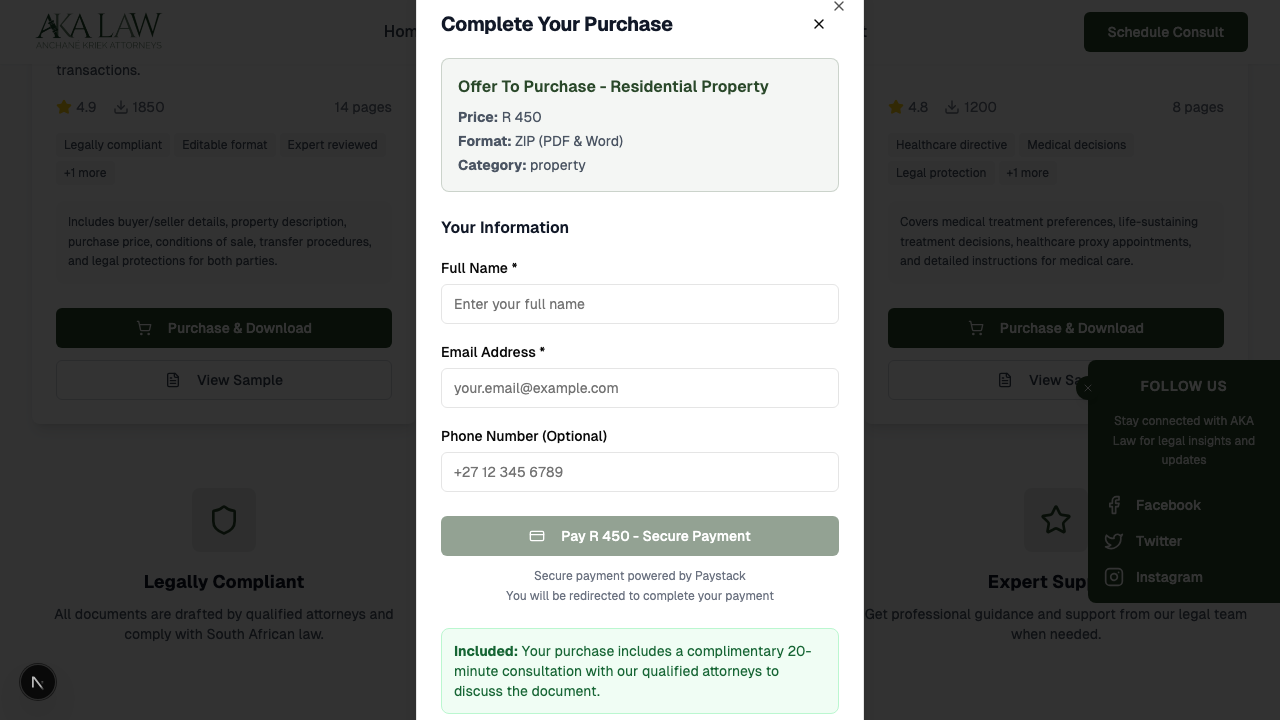 AKA LAW
ANCHANE KRIEK ATTORNEYS
Hom
Schedule Consult
Complete Your Purchase
transactions.
4.9 1850 14 pages
Legally compliant Editable format Expert reviewed
+1 more
Includes buyer/seller details, property description,
purchase price, conditions of sale, transfer procedures,
and legal protections for both parties.
Purchase & Download
View Sample
Offer To Purchase - Residential Property
Price: R 450
Format: ZIP (PDF & Word)
Category: property
Your Information
Full Name *
Enter your full name
Email Address *
your.email@example.com
Phone Number (Optional)
+27 12 345 6789
Pay R 450 - Secure Payment
Secure payment powered by Paystack
You will be redirected to complete your payment
Included: Your purchase includes a complimentary 20-
minute consultation with our qualified attorneys to
discuss the document.
4.8 1200 8 pages
Healthcare directive Medical decisions
Legal protection +1 more
Covers medical treatment preferences, life-sustaining
treatment decisions, healthcare proxy appointments,
and detailed instructions for medical care.
Purchase & Download
View Sa
FOLLOW US
Stay connected with AKA
Law for legal insights and
updates
Facebook
Twitter
Instagram
Legally Compliant
All documents are drafted by qualified attorneys and
comply with South African law.
Expert Sup
Get professional guidance and support from our legal team
when needed.
N